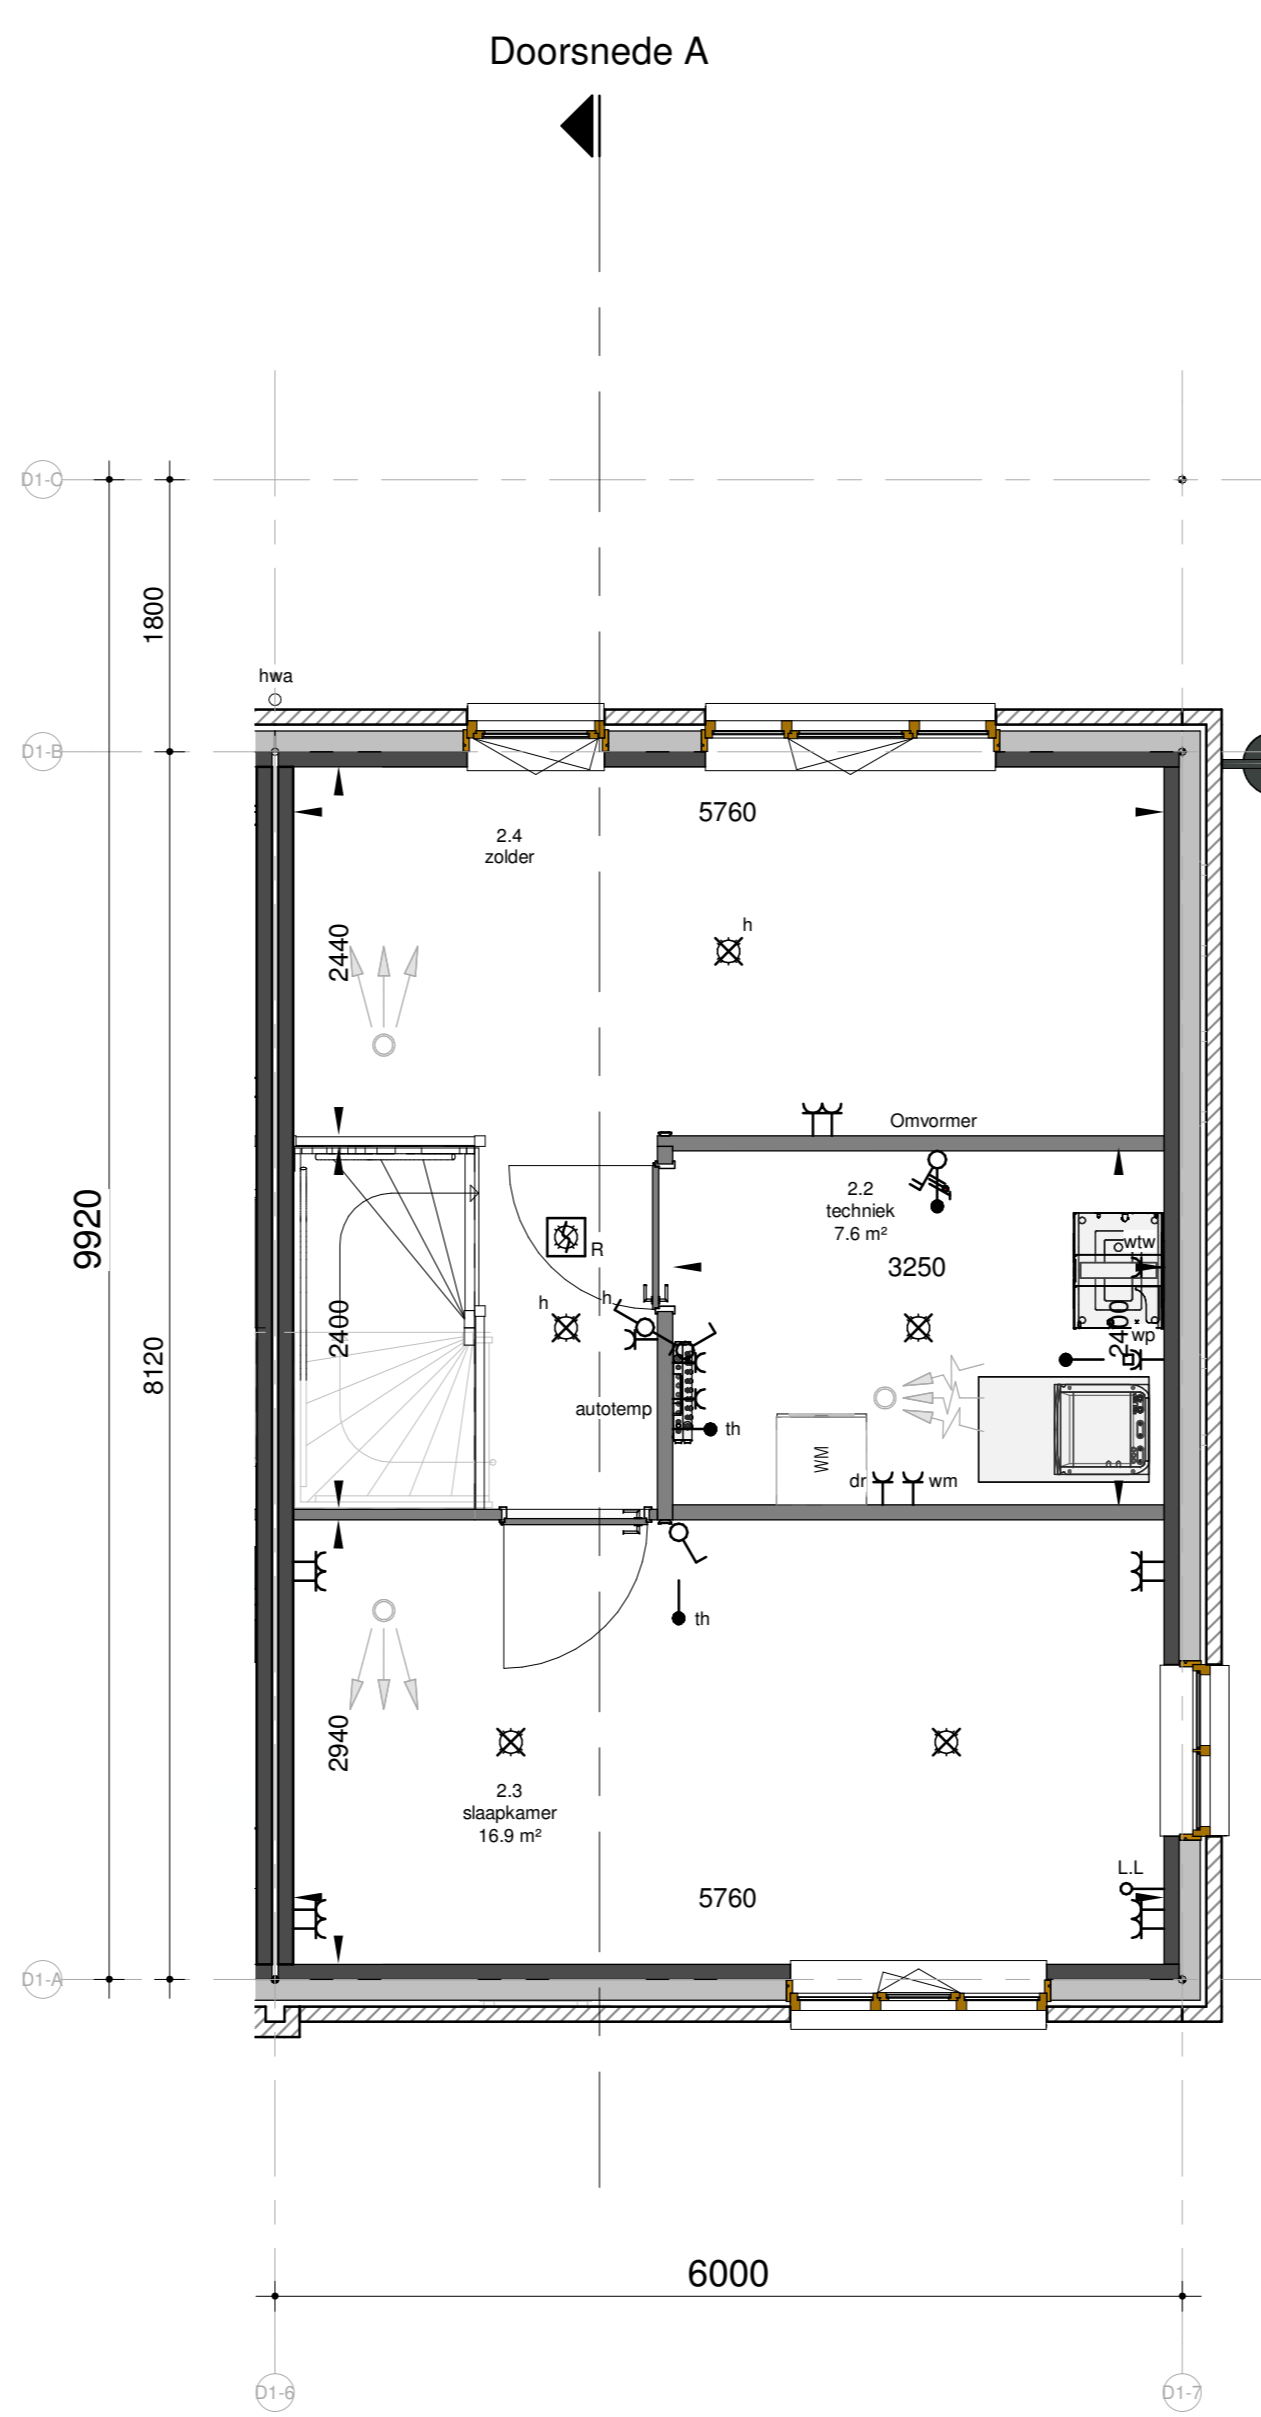 Doorsnede A
D1-C
1800
hwa
D1-B
5760
2.4
zolder
h
2440
Omvormer
2.2
techniek
7.6 m²
wtw
R
3250
9920
h
h
2400
2400
wp
8120
autotemp
th
WM
dr
wm
th
2940
2.3
slaapkamer
16.9 m²
L.L
5760
D1-A
6000
D1-6
D1-7